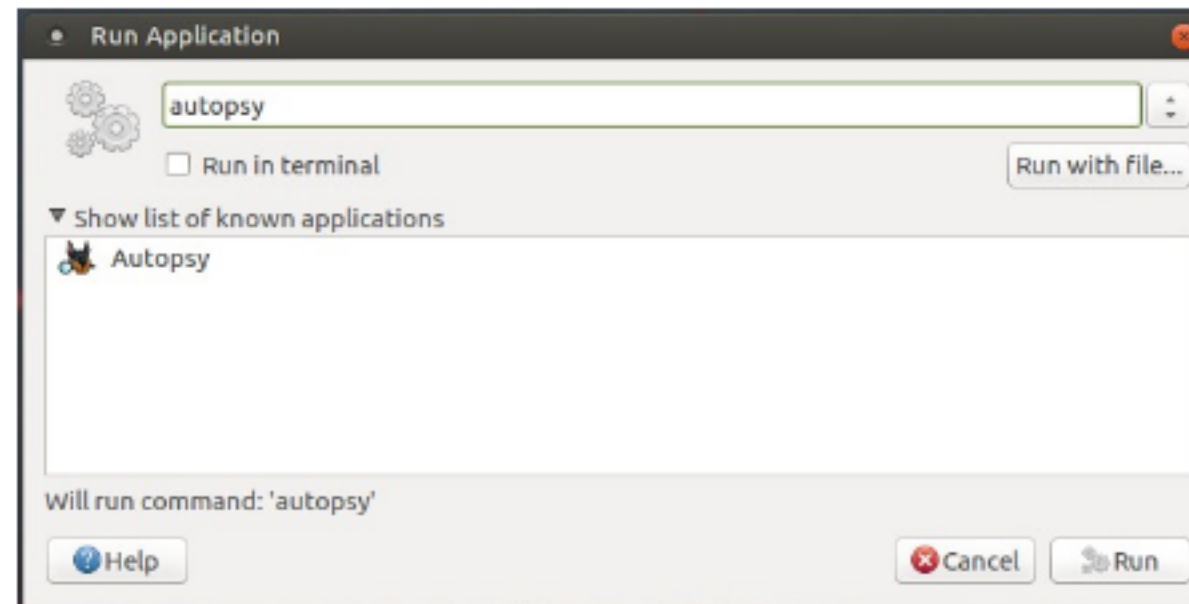 Run Application
autopsy
Run in terminal
Run with file...
Show list of known applications
Autopsy
Will run command: 'autopsy'
Help
Cancel
Run